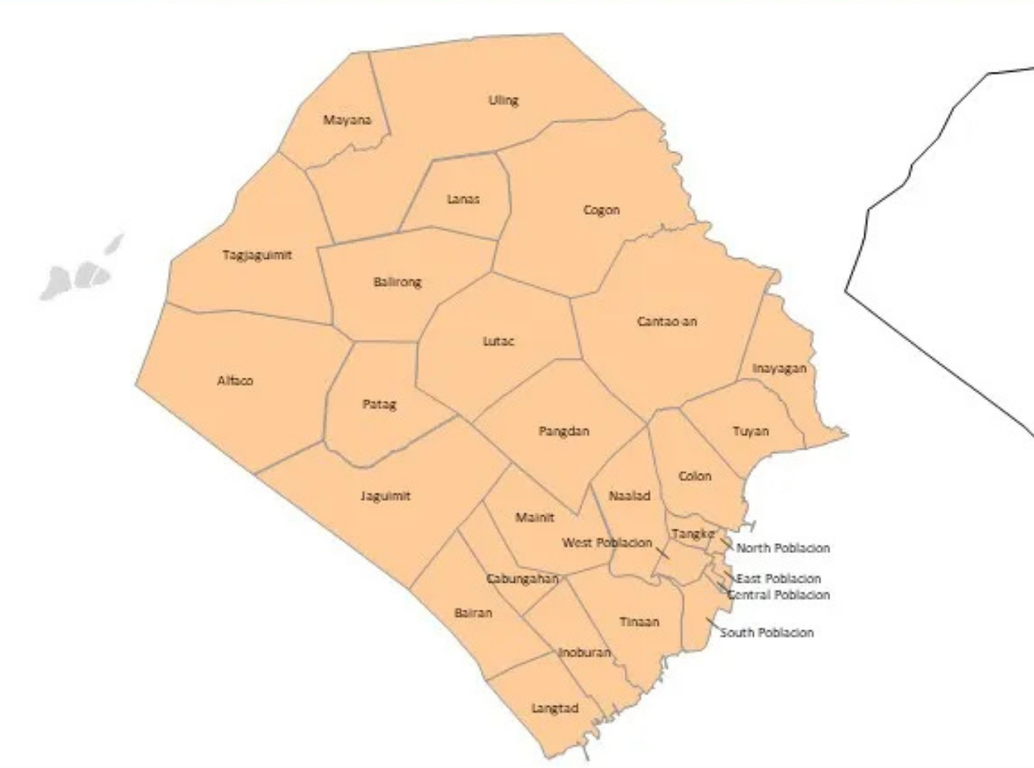 Uling
Mayana
Lanas
Cogon
Tagjaguimit
Balirong
Cantao-an
Lutac
Inayagan
Alfaco
Patag
Pangdan
Tuyan
Colon
Jaguimit
Naalad
Mainit
Tangke
West Poblacion
North Poblacion
Cabungahan
East Poblacion
Central Poblacion
Bairan
Tinaan
South Poblacion
Inoburan
Langtad